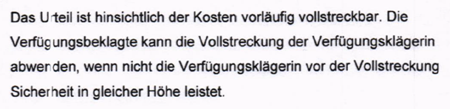 Das Urteil ist hinsichtlich der Kosten vorläufig vollstreckbar. Die
Verfügungsbeklagte kann die Vollstreckung der Verfügungsklägerin
abwenden, wenn nicht die Verfügungsklägerin vor der Vollstreckung
Sicherheit in gleicher Höhe leistet.